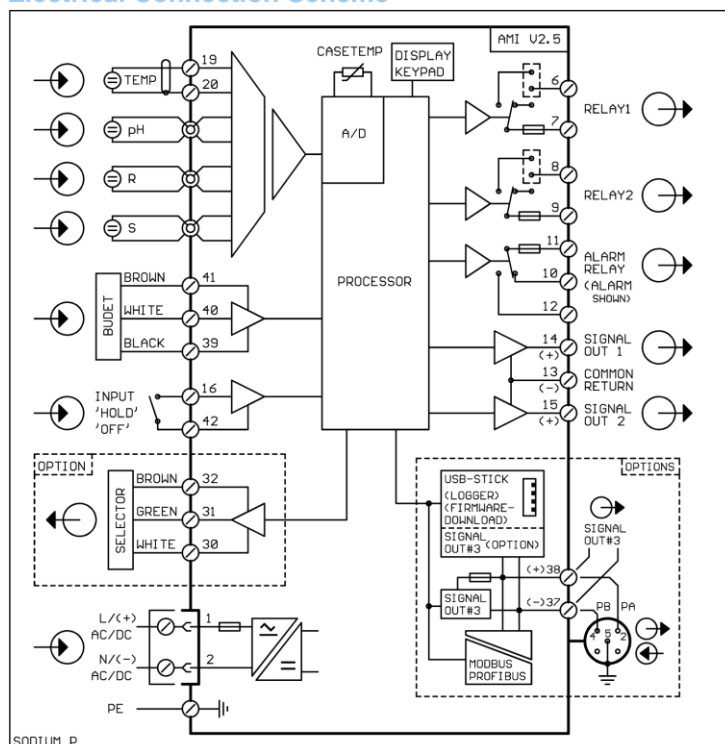 Electrical Connection Scheme
AMI V2.5
CASETEMP
DISPLAY
KEYPAD
A/D
PROCESSOR
TEMP
19
20
pH
R
S
BUDET
BROWN
41
WHITE
40
BLACK
39
INPUT
'HOLD'
'OFF'
16
42
OPTION
SELECTOR
BROWN
32
GREEN
31
WHITE
30
L/(+)
AC/DC
1
N/(-)
AC/DC
2
PE
SODIUM P
6
7
RELAY1
8
9
RELAY2
11
10
12
ALARM
RELAY
(ALARM
SHOWN)
14
(+)
SIGNAL
OUT 1
13
(-)
COMMON
RETURN
15
(+)
SIGNAL
OUT 2
OPTIONS
USB-STICK
(LOGGER)
(FIRMWARE-
DOWNLOAD)
SIGNAL
OUT#3 (OPTION)
SIGNAL
OUT#3
(+)38
SIGNAL
OUT#3
(-)37
PB PA
4 5 2
MODBUS
PROFIBUS